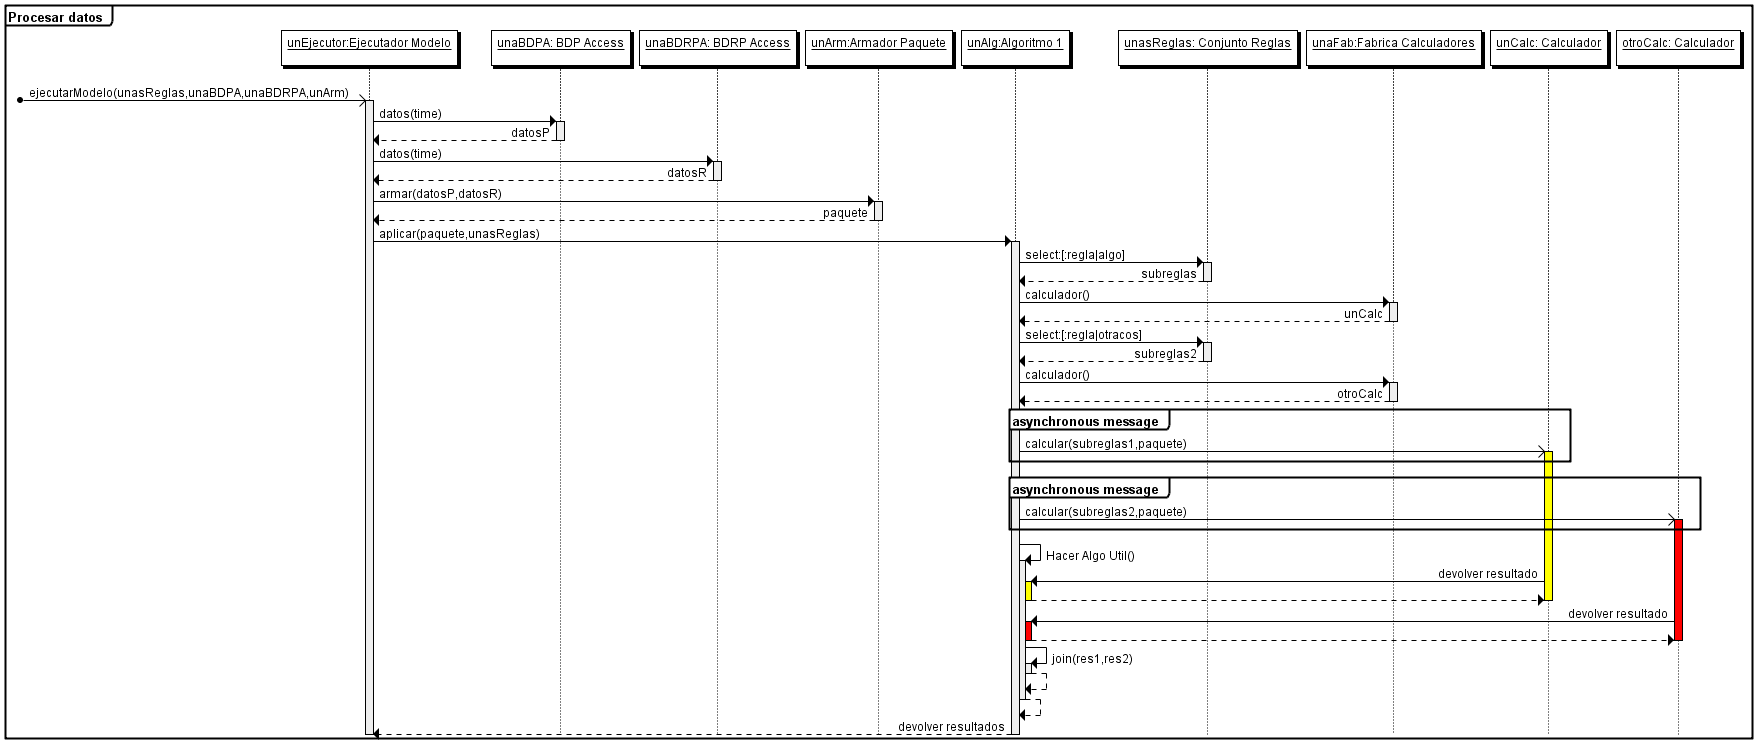 Procesar datos
unEjecutor:Ejecutador Modelo
unaBDPA: BDP Access
unaBDRPA: BDRP Access
unArm:Armador Paquete
unAlg:Algoritmo 1
unasReglas: Conjunto Reglas
unaFab:Fabrica Calculadores
unCalc: Calculador
otroCalc: Calculador
ejecutarModelo(unasReglas,unaBDPA,unaBDRPA,unArm)
datos(time)
datosP
datos(time)
datosR
armar(datosP,datosR)
paquete
aplicar(paquete,unasReglas)
select:[:regla|algo]
subreglas
calculador()
unCalc
select:[:regla|otracos]
subreglas2
calculador()
otroCalc
asynchronous message
calcular(subreglas1,paquete)
asynchronous message
calcular(subreglas2,paquete)
Hacer Algo Util()
devolver resultado
devolver resultado
join(res1,res2)
devolver resultados